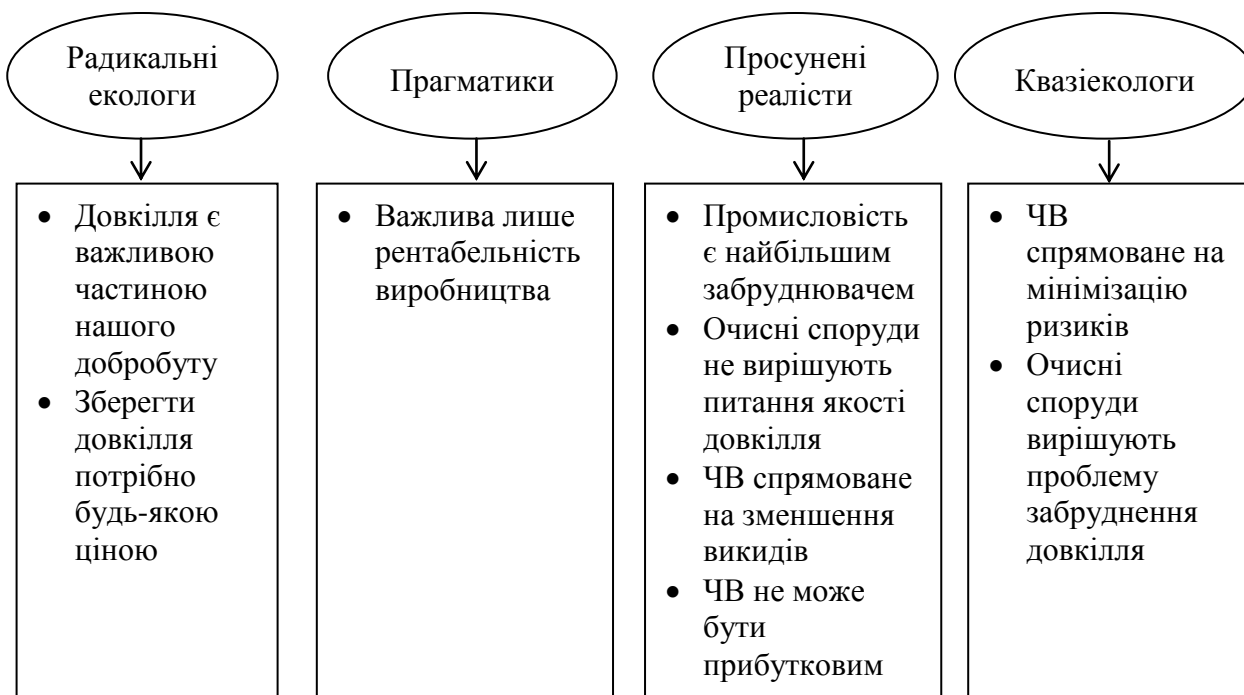 Радикальні
екологи
Прагматики
Просунені
реалісти
Квазіекологи
• Довкілля є
важливою
частиною
нашого
добробуту
• Зберегти
довкілля
потрібно
будь-якою
ціною
• Важлива лише
рентабельність
виробництва
• Промисловість
є найбільшим
забруднювачем
• Очисні споруди
не вирішують
питання якості
довкілля
• ЧВ спрямоване
на зменшення
викидів
• ЧВ не може
бути
прибутковим
• ЧВ
спрямоване на
мінімізацію
ризиків
• Очисні
споруди
вирішують
проблему
забруднення
довкілля